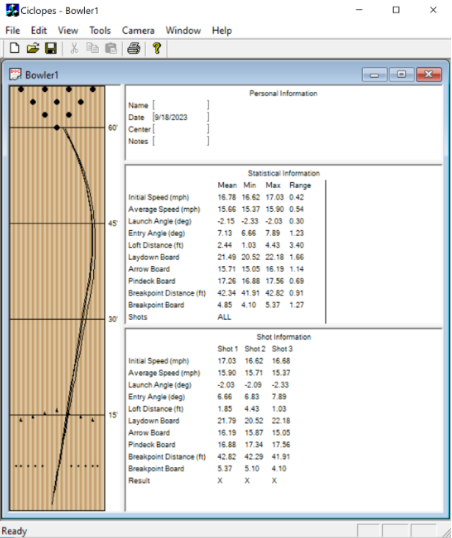 Ciclopes - Bowler1
File Edit View Tools Camera Window Help
Bowler1
Personal Information
Name [ ]
Date [9/18/2023 ]
Center [ ]
Notes [ ]
60'
45'
30'
15'
Statistical Information
Mean Min Max Range
Initial Speed (mph) 16.78 16.62 17.03 0.42
Average Speed (mph) 15.66 15.37 15.90 0.54
Launch Angle (deg) -2.15 -2.33 -2.03 0.30
Entry Angle (deg) 7.13 6.66 7.89 1.23
Loft Distance (ft) 2.44 1.03 4.43 3.40
Laydown Board 21.49 20.52 22.18 1.66
Arrow Board 15.71 15.05 16.19 1.14
Pindeck Board 17.26 16.88 17.56 0.69
Breakpoint Distance (ft) 42.34 41.91 42.82 0.91
Breakpoint Board 4.85 4.10 5.37 1.27
Shots ALL
Shot Information
Shot 1 Shot 2 Shot 3
Initial Speed (mph) 17.03 16.62 16.68
Average Speed (mph) 15.90 15.71 15.37
Launch Angle (deg) -2.03 -2.09 -2.33
Entry Angle (deg) 6.66 6.83 7.89
Loft Distance (ft) 1.85 4.43 1.03
Laydown Board 21.79 20.52 22.18
Arrow Board 16.19 15.87 15.05
Pindeck Board 16.88 17.34 17.56
Breakpoint Distance (ft) 42.82 42.29 41.91
Breakpoint Board 5.37 5.10 4.10
Result X X X
Ready